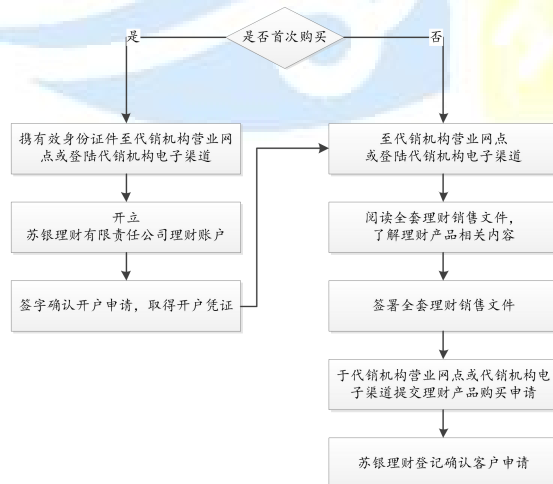 是否首次购买
是
否
携有效身份证件至代销机构营业网
点或登陆代销机构电子渠道
开立
苏银理财有限责任公司理财账户
签字确认开户申请，取得开户凭证
至代销机构营业网点
或登陆代销机构电子渠道
阅读全套理财销售文件，
了解理财产品相关内容
签署全套理财销售文件
于代销机构营业网点或代销机构电
子渠道提交理财产品购买申请
苏银理财登记确认客户申请